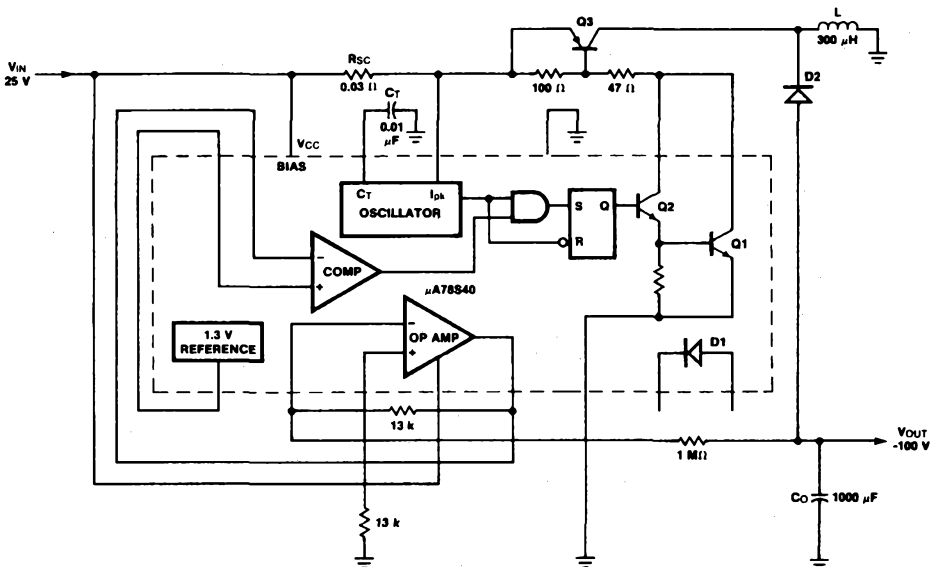 Q3
L
300 µH
VIN
25 V
RSC
0.03 Ω
100 Ω
47 Ω
D2
CT
0.01
µF
VCC
BIAS
CT
Ipk
OSCILLATOR
S
Q
R
Q2
Q1
−
COMP
+
µA78S40
1.3 V
REFERENCE
−
OP AMP
+
D1
13 k
1 MΩ
VOUT
-100 V
CO
1000 µF
13 k